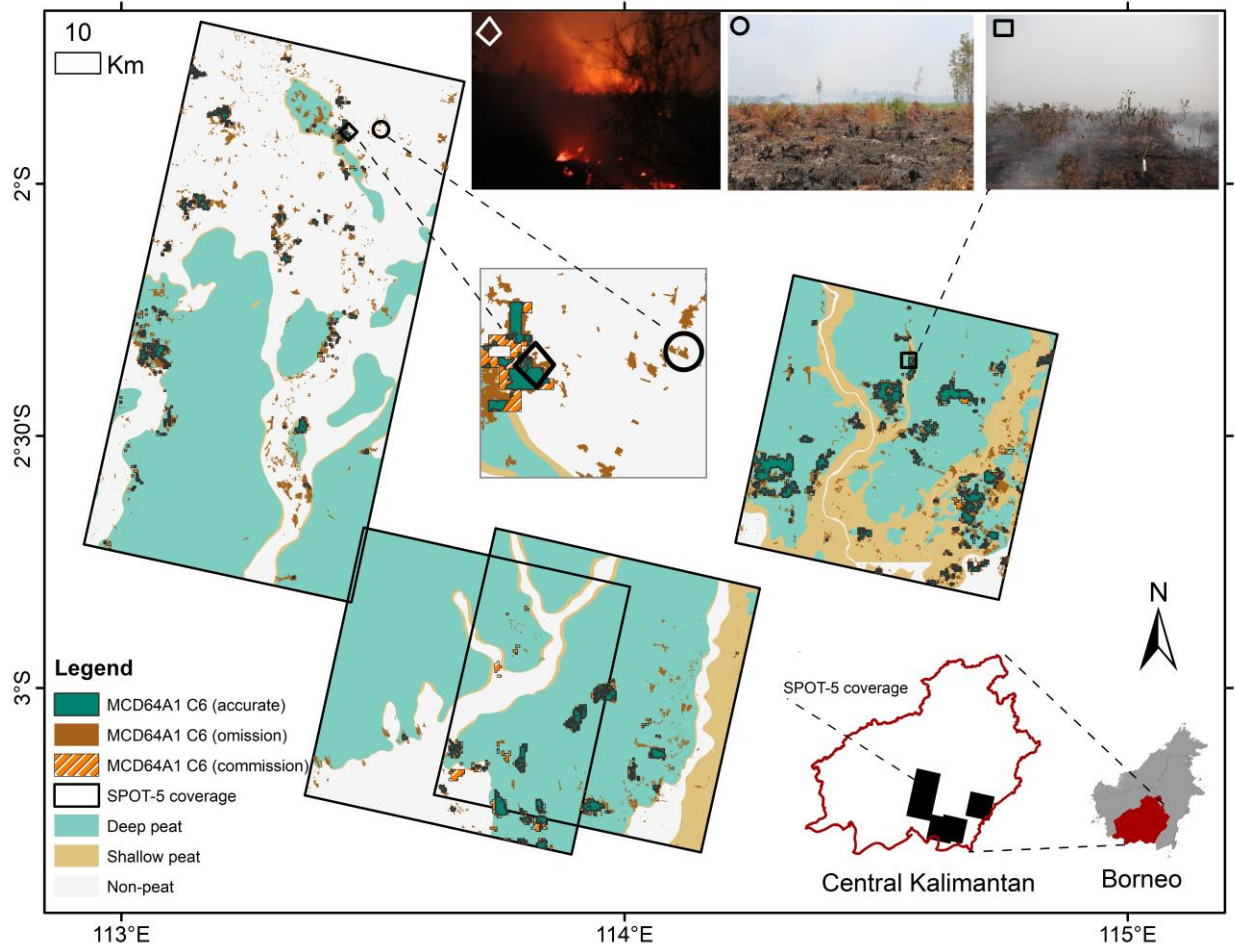 10
Km
2°S
2°30'S
3°S
Legend
MCD64A1 C6 (accurate)
MCD64A1 C6 (omission)
MCD64A1 C6 (commission)
SPOT-5 coverage
Deep peat
Shallow peat
Non-peat
N
SPOT-5 coverage
Central Kalimantan
Borneo
113°E
114°E
115°E